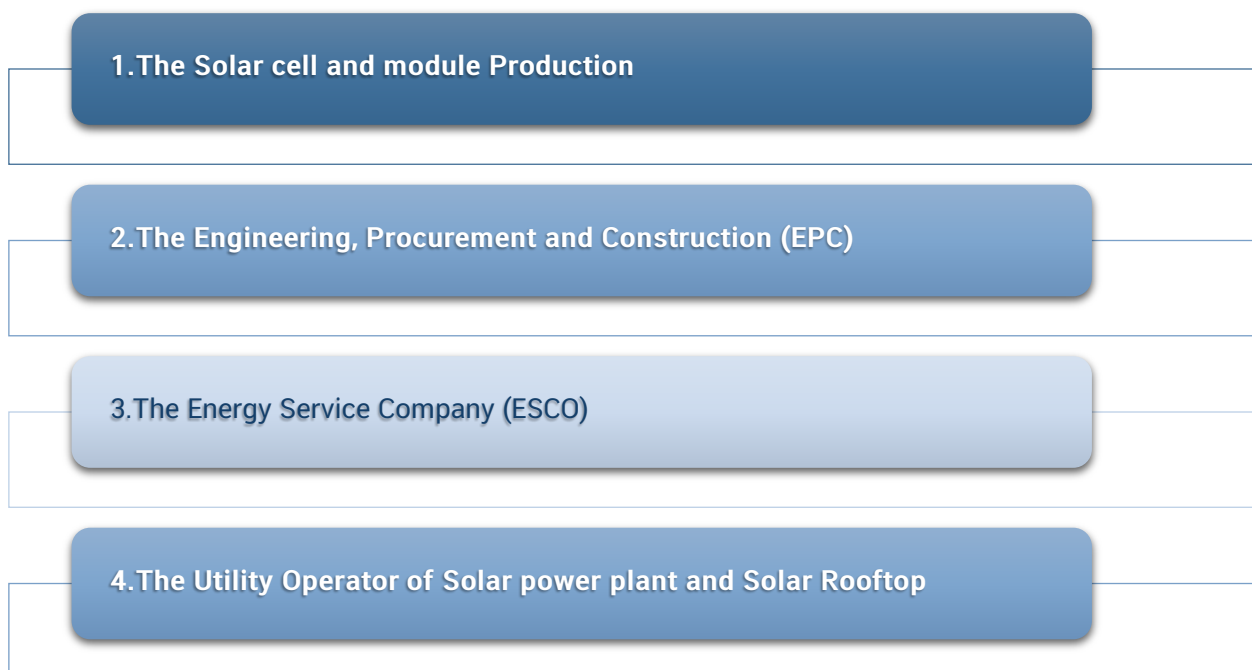 1.The Solar cell and module Production
2.The Engineering, Procurement and Construction (EPC)
3.The Energy Service Company (ESCO)
4.The Utility Operator of Solar power plant and Solar Rooftop